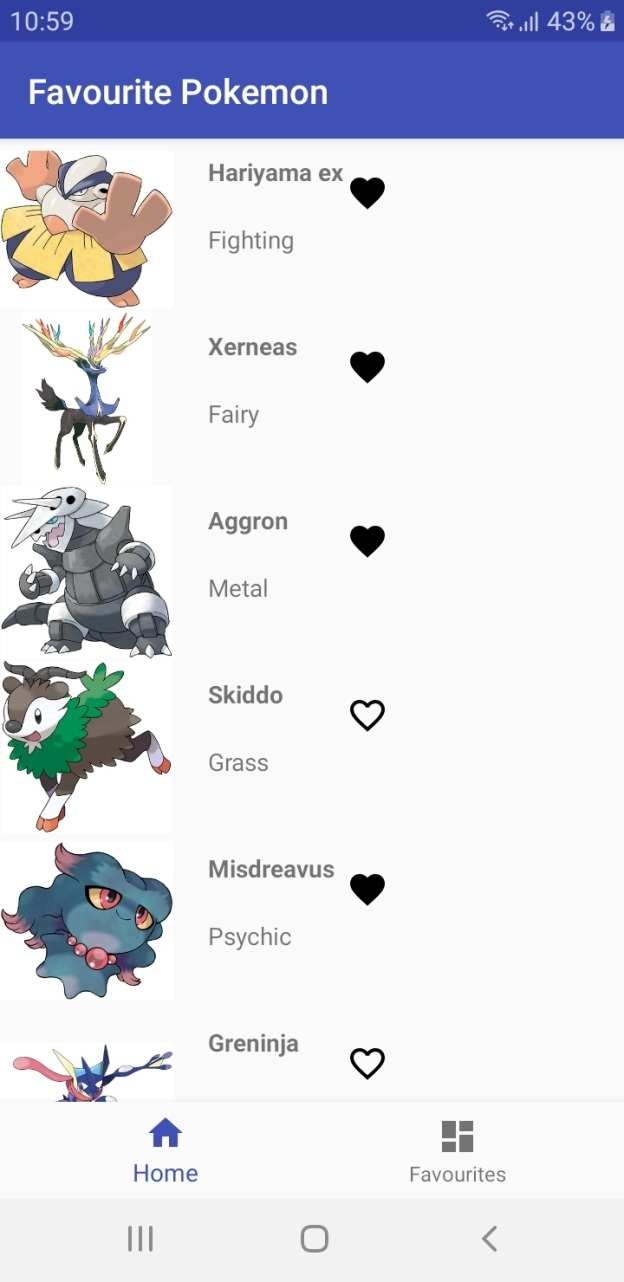 10:59 43%
Favourite Pokemon
Hariyama ex
Fighting
Xerneas
Fairy
Aggron
Metal
Skiddo
Grass
Misdreavus
Psychic
Greninja
Home Favourites